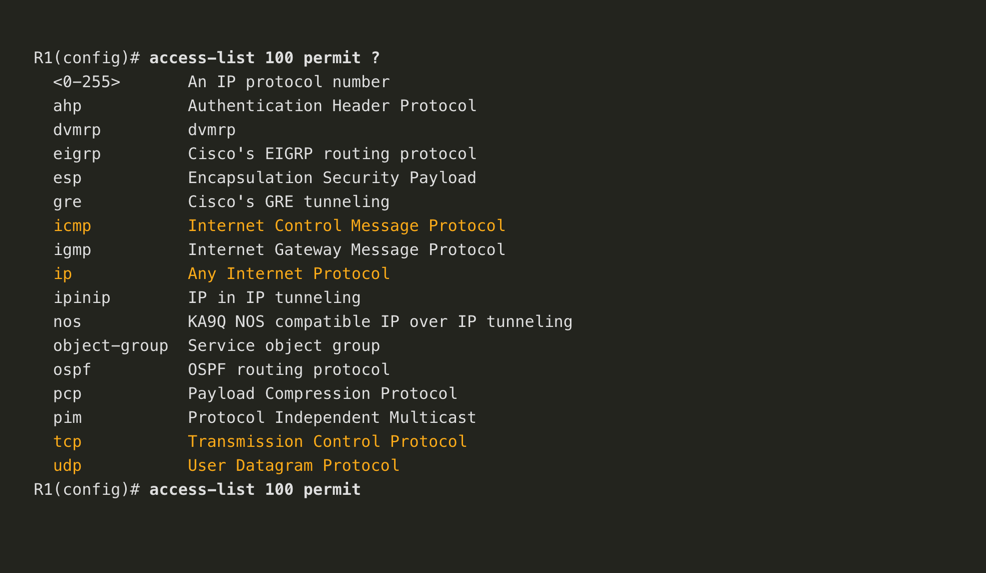 R1(config)# access-list 100 permit ?
<0-255> An IP protocol number
ahp Authentication Header Protocol
dvmrp dvmrp
eigrp Cisco's EIGRP routing protocol
esp Encapsulation Security Payload
gre Cisco's GRE tunneling
icmp Internet Control Message Protocol
igmp Internet Gateway Message Protocol
ip Any Internet Protocol
ipinip IP in IP tunneling
nos KA9Q NOS compatible IP over IP tunneling
object-group Service object group
ospf OSPF routing protocol
pcp Payload Compression Protocol
pim Protocol Independent Multicast
tcp Transmission Control Protocol
udp User Datagram Protocol
R1(config)# access-list 100 permit